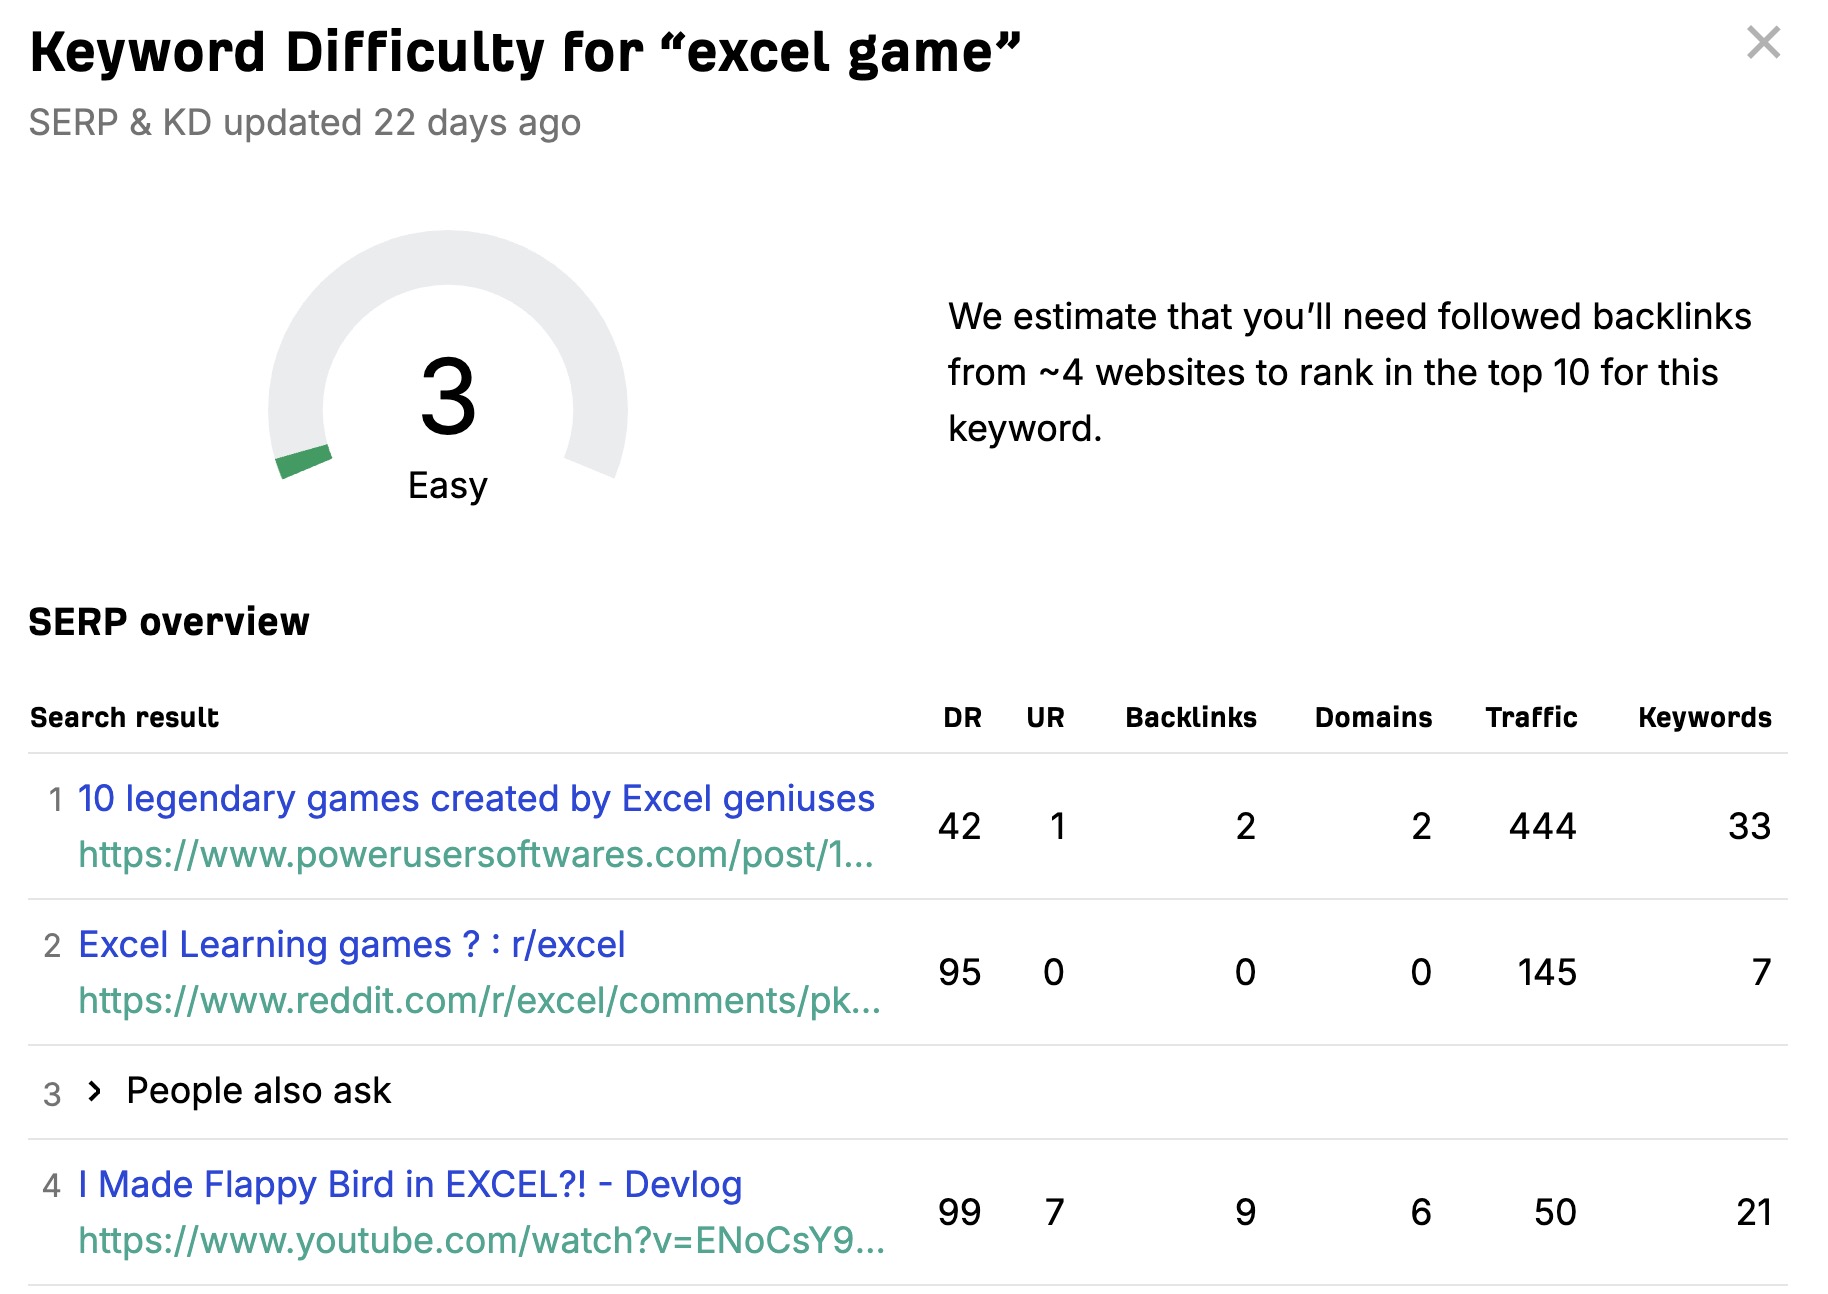 Keyword Difficulty for “excel game”
SERP & KD updated 22 days ago
3
Easy
We estimate that you’ll need followed backlinks
from ~4 websites to rank in the top 10 for this
keyword.
SERP overview
Search result DR UR Backlinks Domains Traffic Keywords
1 10 legendary games created by Excel geniuses
https://www.powerusersoftwares.com/post/1...
42 1 2 2 444 33
2 Excel Learning games ? : r/excel
https://www.reddit.com/r/excel/comments/pk...
95 0 0 0 145 7
3 People also ask
4 I Made Flappy Bird in EXCEL?! - Devlog
https://www.youtube.com/watch?v=ENoCsY9...
99 7 9 6 50 21